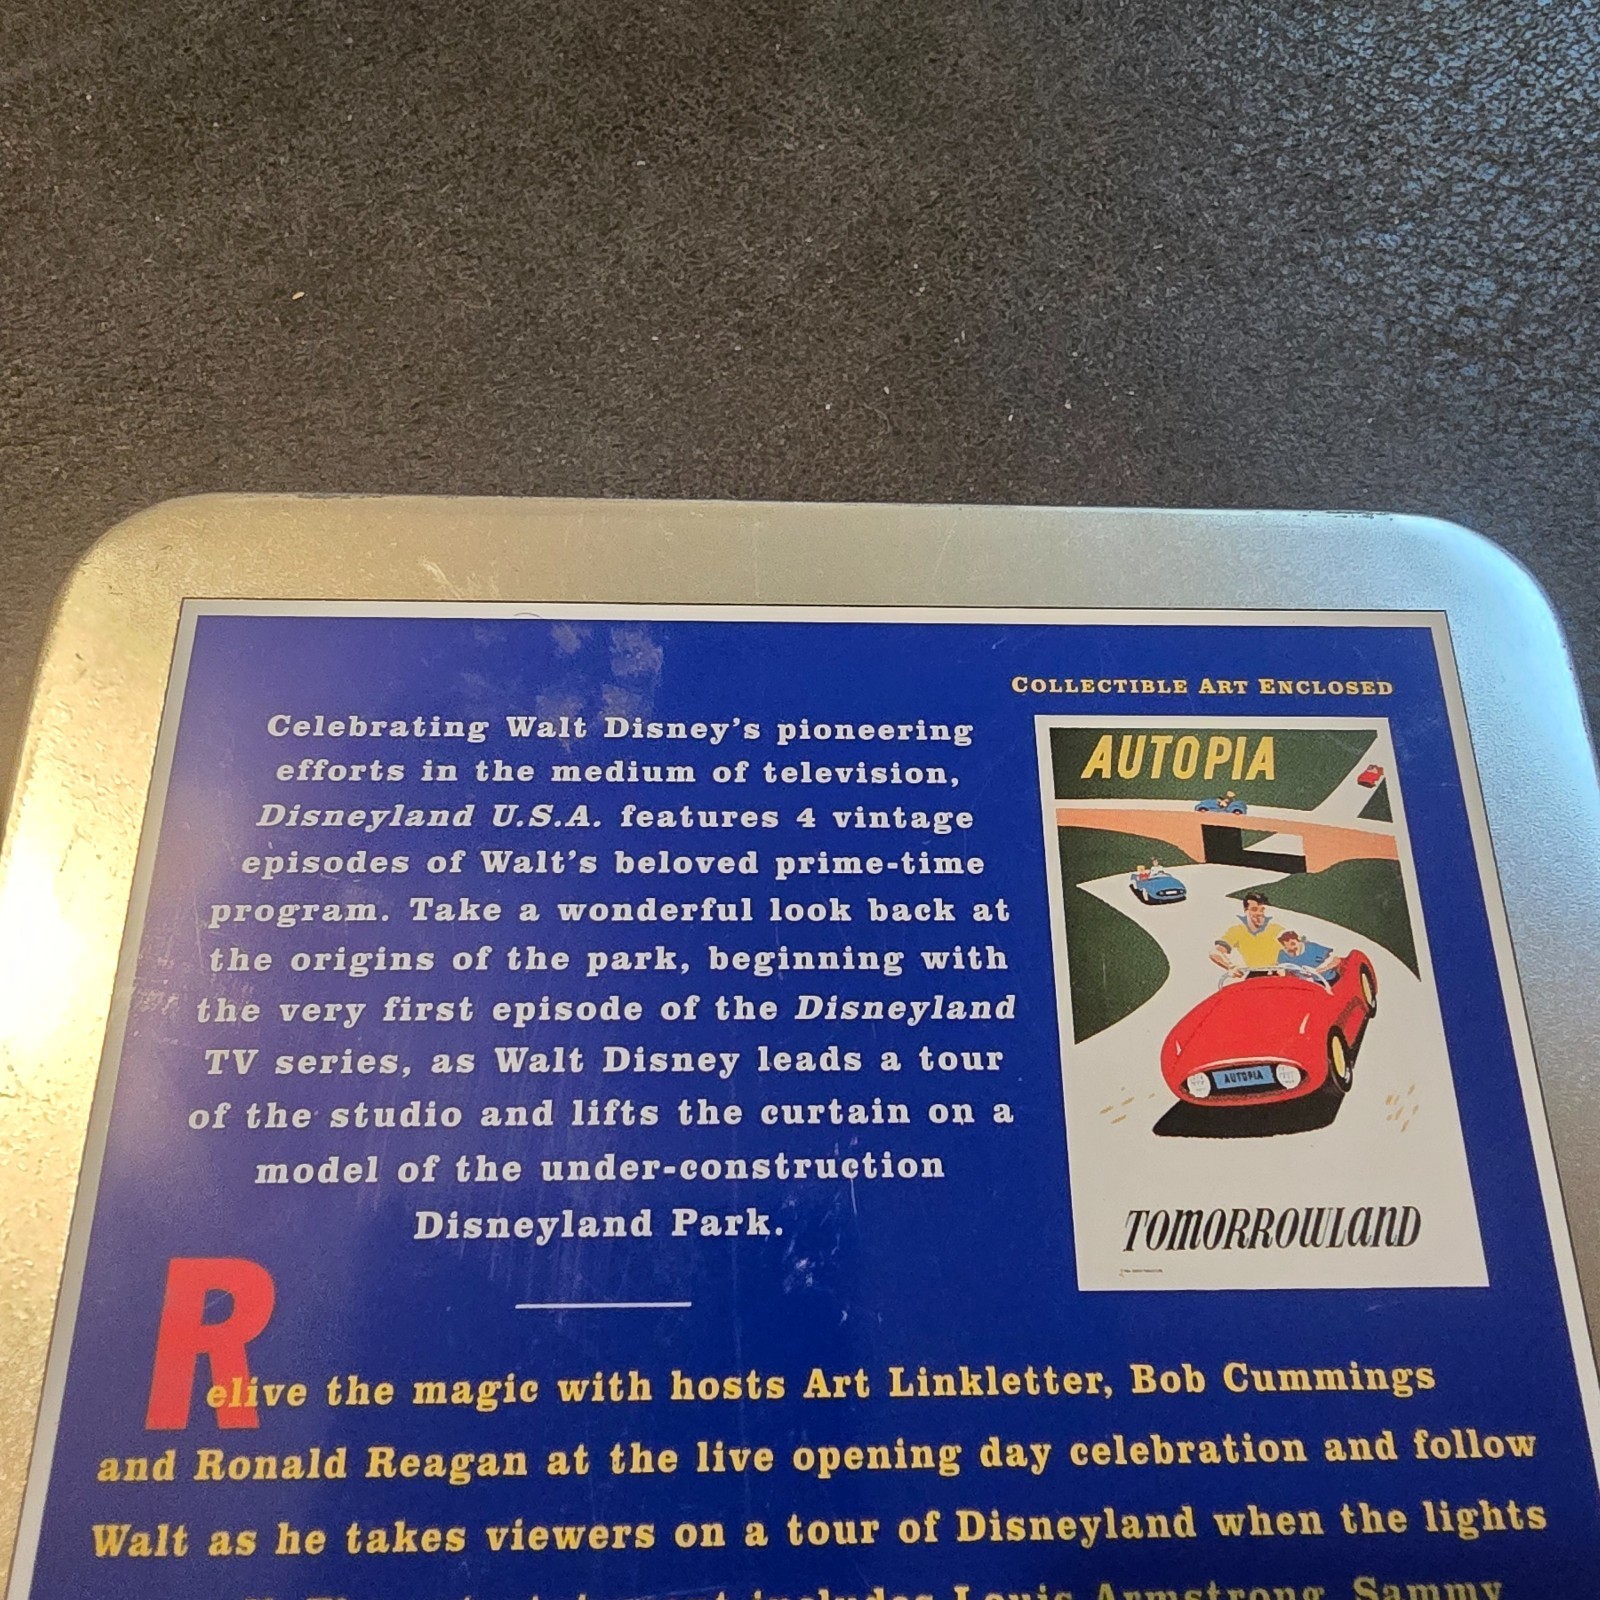 COLLECTIBLE ART ENCLOSED
Celebrating Walt Disney's pioneering
efforts in the medium of television,
Disneyland U.S.A. features 4 vintage
episodes of Walt's beloved prime-time
program. Take a wonderful look back at
the origins of the park, beginning with
the very first episode of the Disneyland
TV series, as Walt Disney leads a tour
of the studio and lifts the curtain on a
model of the under-construction
Disneyland Park.
AUTOPIA
AUTOPIA
TOMORROWLAND
Relive the magic with hosts Art Linkletter, Bob Cummings
and Ronald Reagan at the live opening day celebration and follow
Walt as he takes viewers on a tour of Disneyland when the lights
includes Louis Armstrong, Sammy